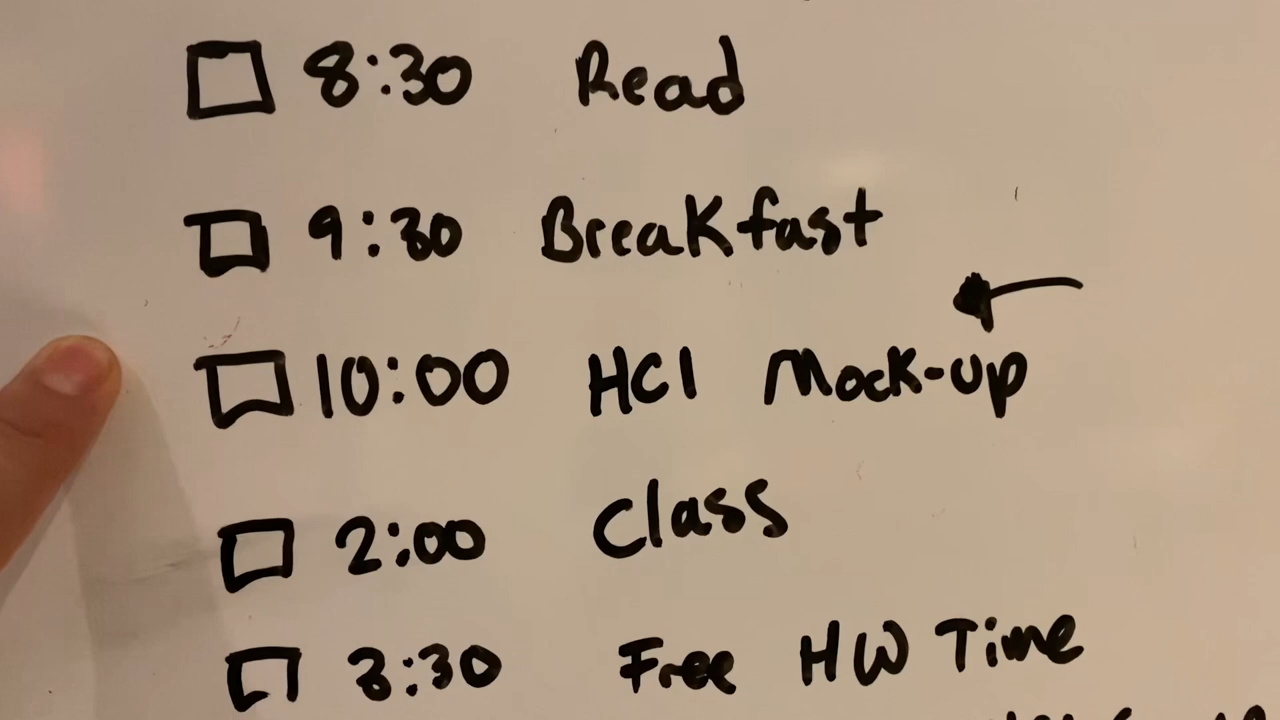 8:30 Read
9:30 Breakfast
10:00 HCI Mock-up
2:00 Class
3:30 Free HW Time